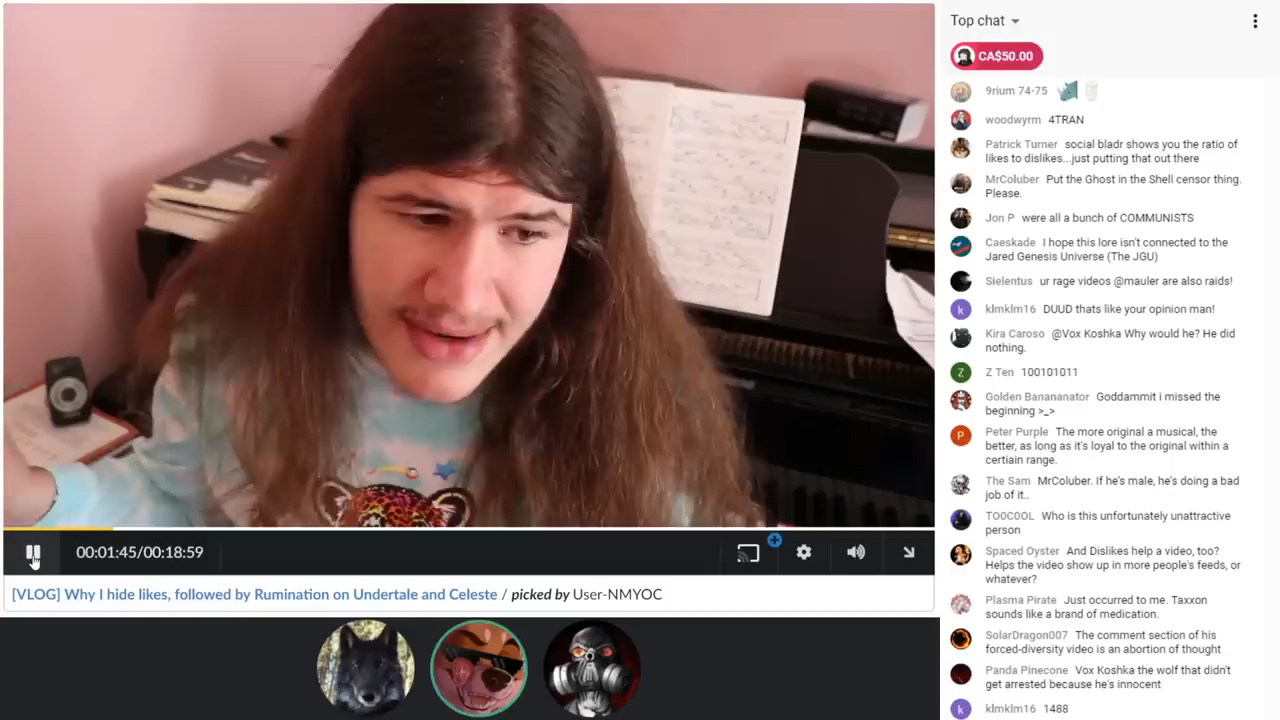 Top chat
CA$50.00
9rium 74-75
woodwyrm 4TRAN
Patrick Turner social bladr shows you the ratio of
likes to dislikes...just putting that out there
MrColuber Put the Ghost in the Shell censor thing.
Please.
Jon P were all a bunch of COMMUNISTS
Caeskade I hope this lore isn't connected to the
Jared Genesis Universe (The JGU)
Sielentus ur rage videos @mauler are also raids!
k
klmklm16 DUUD thats like your opinion man!
Kira Caroso @Vox Koshka Why would he? He did
nothing.
Z
Z Ten 100101011
Golden Banananator Goddammit i missed the
beginning >_>
P
Peter Purple The more original a musical, the
better, as long as it's loyal to the original within a
certiain range.
The Sam MrColuber. If he's male, he's doing a bad
job of it..
TO0C0OL Who is this unfortunately unattractive
person
Spaced Oyster And Dislikes help a video, too?
Helps the video show up in more people's feeds, or
whatever?
Plasma Pirate Just occurred to me. Taxxon
sounds like a brand of medication.
SolarDragon007 The comment section of his
forced-diversity video is an abortion of thought
Panda Pinecone Vox Koshka the wolf that didn't
get arrested because he's innocent
k
klmklm16 1488
00:01:45/00:18:59
[VLOG] Why I hide likes, followed by Rumination on Undertale and Celeste / picked by User-NMYOC